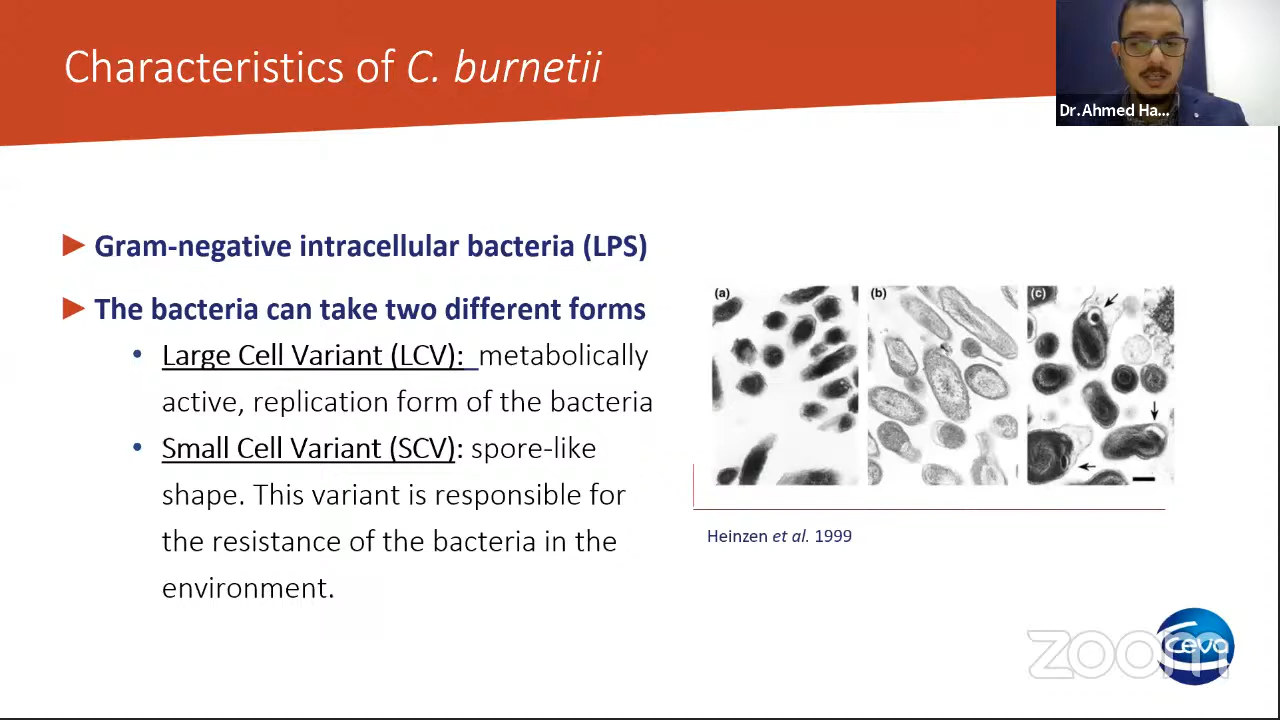 Characteristics of C. burnetii
Dr.Ahmed Ha...
► Gram-negative intracellular bacteria (LPS)
► The bacteria can take two different forms
• Large Cell Variant (LCV): metabolically
active, replication form of the bacteria
• Small Cell Variant (SCV): spore-like
shape. This variant is responsible for
the resistance of the bacteria in the
environment.
(a) (b) (c)
Heinzen et al. 1999
zoom
Ceva